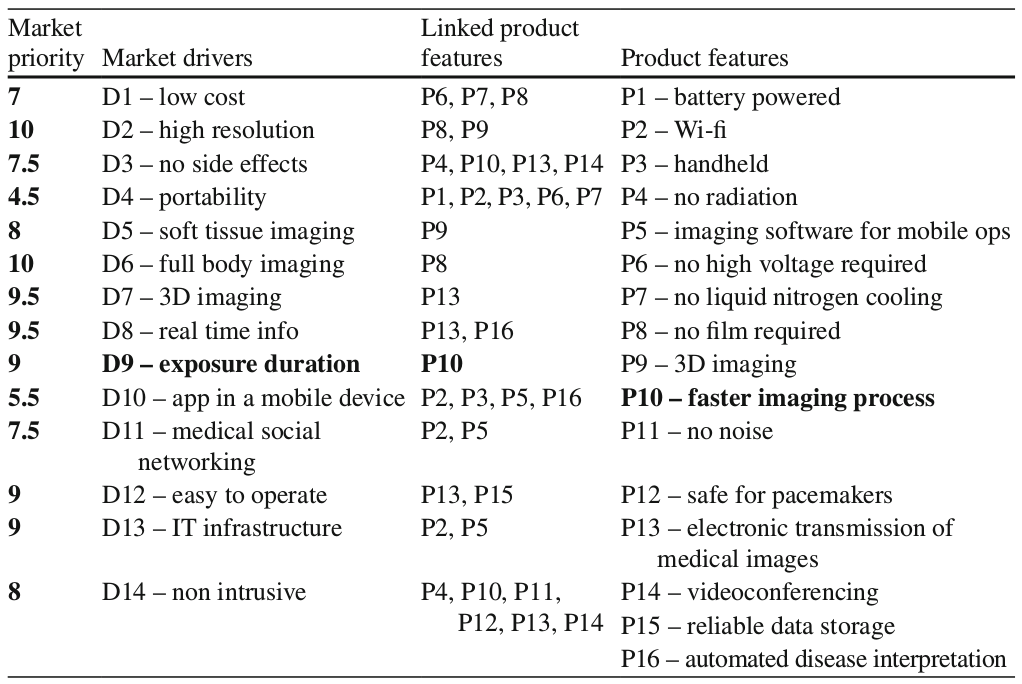 Market priority | Market drivers | Linked product features | Product features
7 | D1 – low cost | P6, P7, P8 | P1 – battery powered
10 | D2 – high resolution | P8, P9 | P2 – Wi-fi
7.5 | D3 – no side effects | P4, P10, P13, P14 | P3 – handheld
4.5 | D4 – portability | P1, P2, P3, P6, P7 | P4 – no radiation
8 | D5 – soft tissue imaging | P9 | P5 – imaging software for mobile ops
10 | D6 – full body imaging | P8 | P6 – no high voltage required
9.5 | D7 – 3D imaging | P13 | P7 – no liquid nitrogen cooling
9.5 | D8 – real time info | P13, P16 | P8 – no film required
9 | D9 – exposure duration | P10 | P9 – 3D imaging
5.5 | D10 – app in a mobile device | P2, P3, P5, P16 | P10 – faster imaging process
7.5 | D11 – medical social networking | P2, P5 | P11 – no noise
9 | D12 – easy to operate | P13, P15 | P12 – safe for pacemakers
9 | D13 – IT infrastructure | P2, P5 | P13 – electronic transmission of medical images
8 | D14 – non intrusive | P4, P10, P11, P12, P13, P14 | P14 – videoconferencing
P15 – reliable data storage
P16 – automated disease interpretation